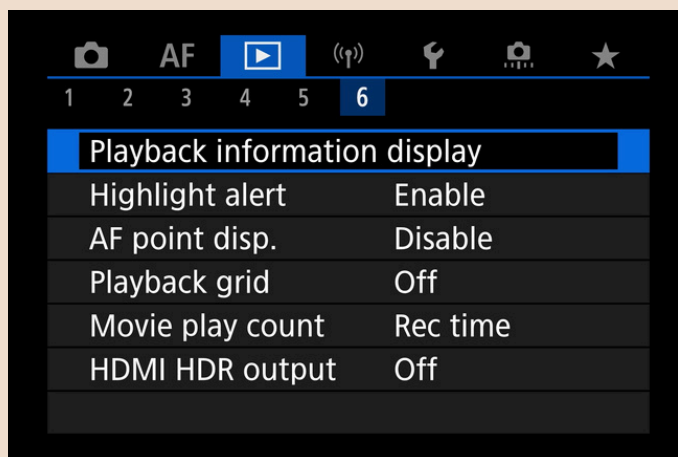 AF
1 2 3 4 5 6
Playback information display
Highlight alert Enable
AF point disp. Disable
Playback grid Off
Movie play count Rec time
HDMI HDR output Off